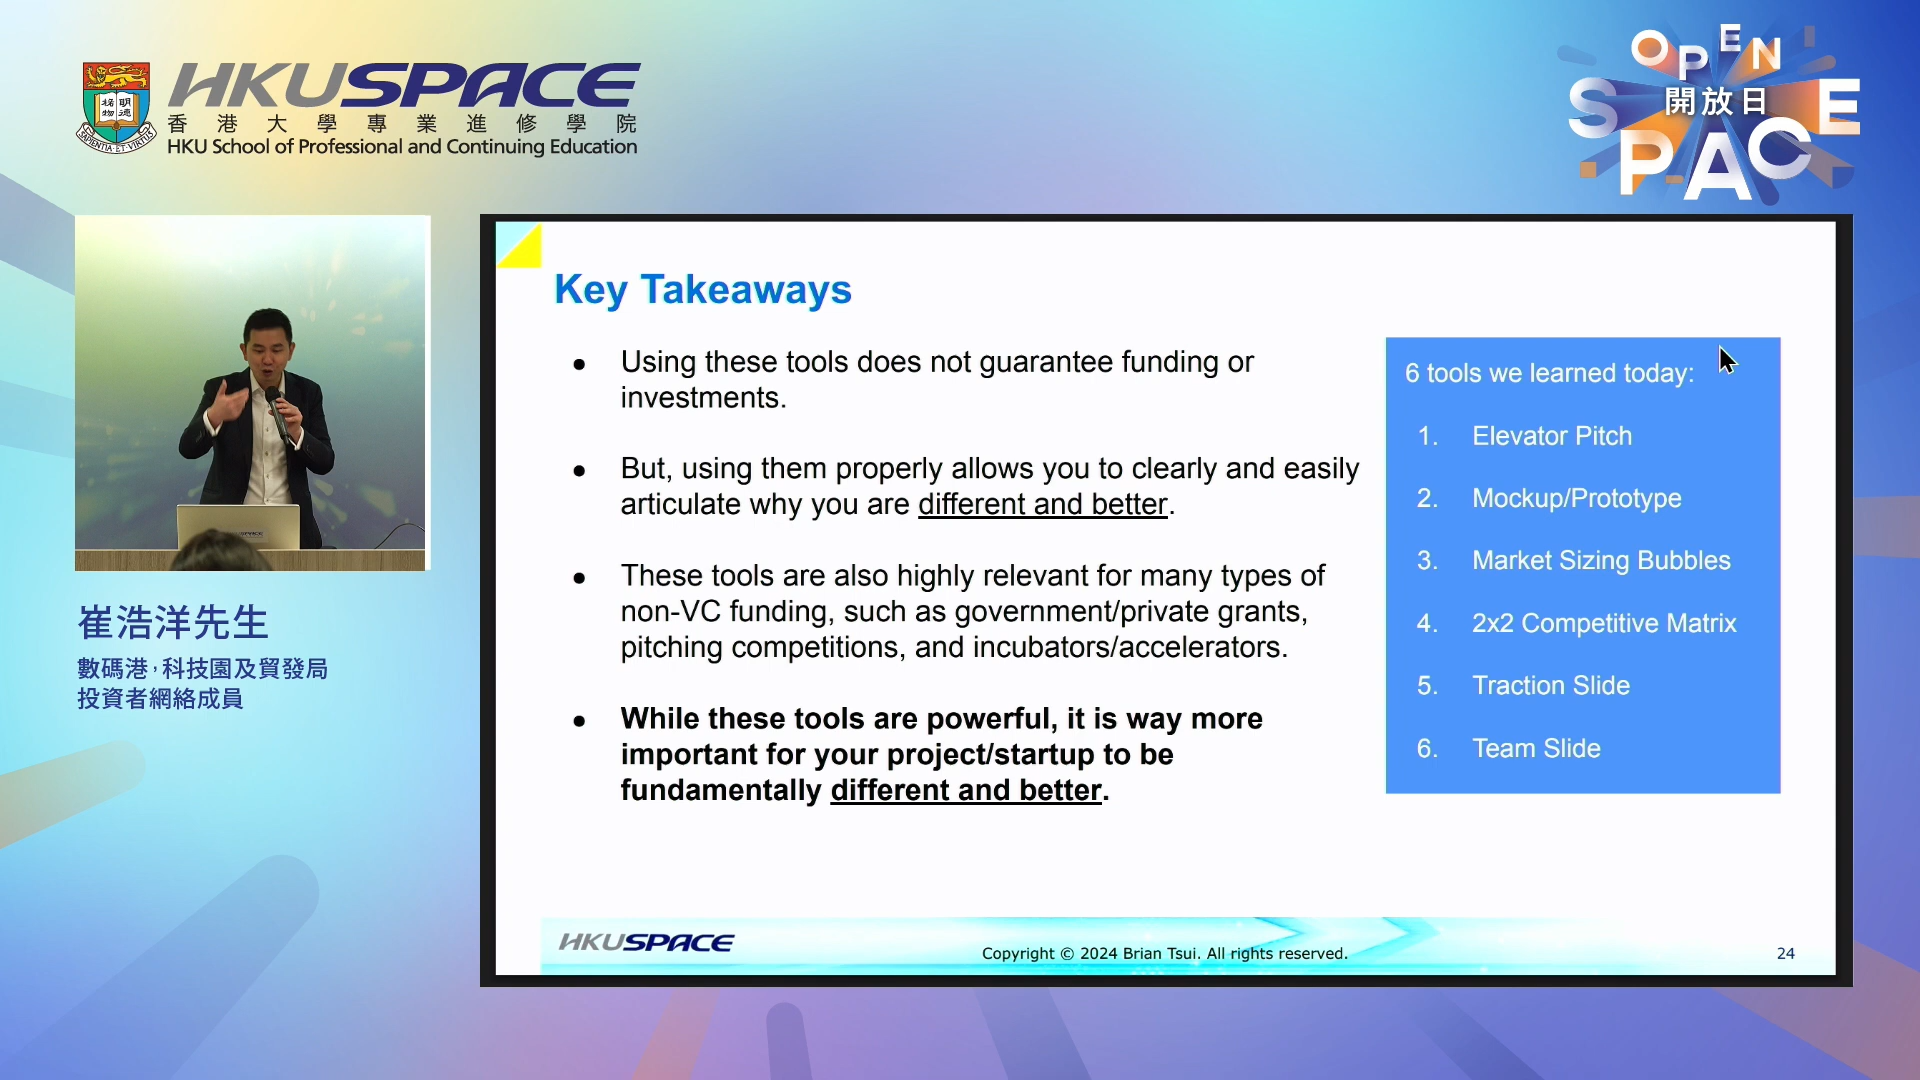 HKUSPACE
香港大學專業進修學院
HKU School of Professional and Continuing Education
OPEN
開放日
SPACE
崔浩洋先生
數碼港，科技園及貿發局
投資者網絡成員
Key Takeaways
● Using these tools does not guarantee funding or
investments.
● But, using them properly allows you to clearly and easily
articulate why you are different and better.
● These tools are also highly relevant for many types of
non-VC funding, such as government/private grants,
pitching competitions, and incubators/accelerators.
● While these tools are powerful, it is way more
important for your project/startup to be
fundamentally different and better.
6 tools we learned today:
1. Elevator Pitch
2. Mockup/Prototype
3. Market Sizing Bubbles
4. 2x2 Competitive Matrix
5. Traction Slide
6. Team Slide
HKUSPACE
Copyright © 2024 Brian Tsui. All rights reserved.
24